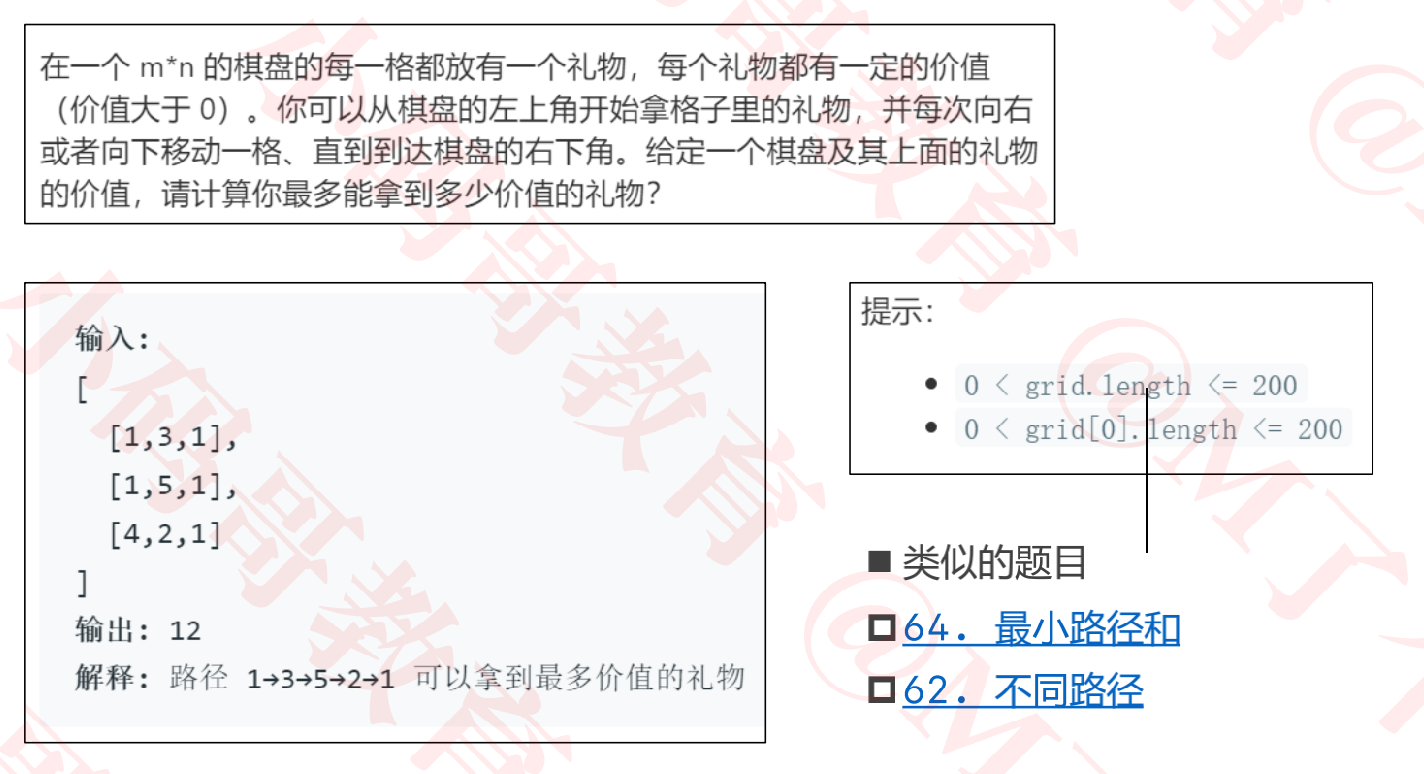 在一个 m*n 的棋盘的每一格都放有一个礼物，每个礼物都有一定的价值
（价值大于 0）。你可以从棋盘的左上角开始拿格子里的礼物，并每次向右
或者向下移动一格、直到到达棋盘的右下角。给定一个棋盘及其上面的礼物
的价值，请计算你最多能拿到多少价值的礼物？
输入:
[
[1,3,1],
[1,5,1],
[4,2,1]
]
输出: 12
解释: 路径 1→3→5→2→1 可以拿到最多价值的礼物
提示：
• 0 < grid.length <= 200
• 0 < grid[0].length <= 200
■ 类似的题目
64. 最小路径和
62. 不同路径
小码哥教育 @M了个